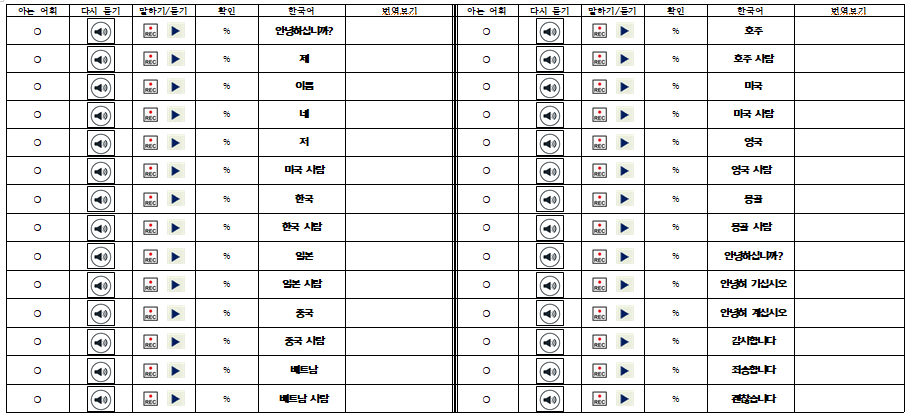 아는 어휘 다시 듣기 말하기/듣기 확인 한국어 번역보기 아는 어휘 다시 듣기 말하기/듣기 확인 한국어 번역보기
○ REC % 안녕하십니까? ○ REC % 호주
○ REC % 제 ○ REC % 호주 사람
○ REC % 이름 ○ REC % 미국
○ REC % 네 ○ REC % 미국 사람
○ REC % 저 ○ REC % 영국
○ REC % 미국 사람 ○ REC % 영국 사람
○ REC % 한국 ○ REC % 몽골
○ REC % 한국 사람 ○ REC % 몽골 사람
○ REC % 일본 ○ REC % 안녕하십니까?
○ REC % 일본 사람 ○ REC % 안녕히 가십시오
○ REC % 중국 ○ REC % 안녕히 계십시오
○ REC % 중국 사람 ○ REC % 감사합니다
○ REC % 베트남 ○ REC % 죄송합니다
○ REC % 베트남 사람 ○ REC % 괜찮습니다